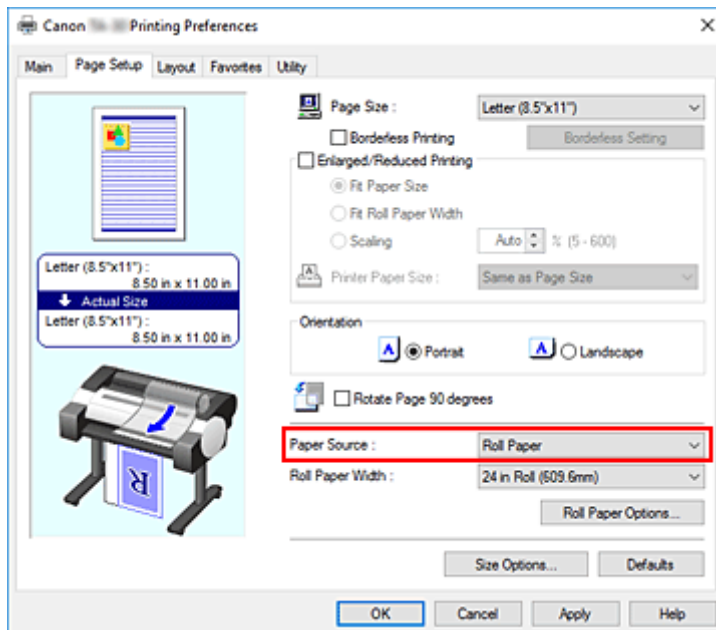 Canon Printing Preferences
Main Page Setup Layout Favorites Utility
Page Size : Letter (8.5"x11")
Borderless Printing Borderless Setting
Enlarged/Reduced Printing
Fit Paper Size
Fit Roll Paper Width
Scaling Auto % (5 - 600)
Printer Paper Size : Same as Page Size
Letter (8.5"x11") :
8.50 in x 11.00 in
Actual Size
Letter (8.5"x11") :
8.50 in x 11.00 in
Orientation
A Portrait A Landscape
Rotate Page 90 degrees
Paper Source : Roll Paper
Roll Paper Width : 24 in Roll (609.6mm)
R
Roll Paper Options...
Size Options... Defaults
OK Cancel Apply Help